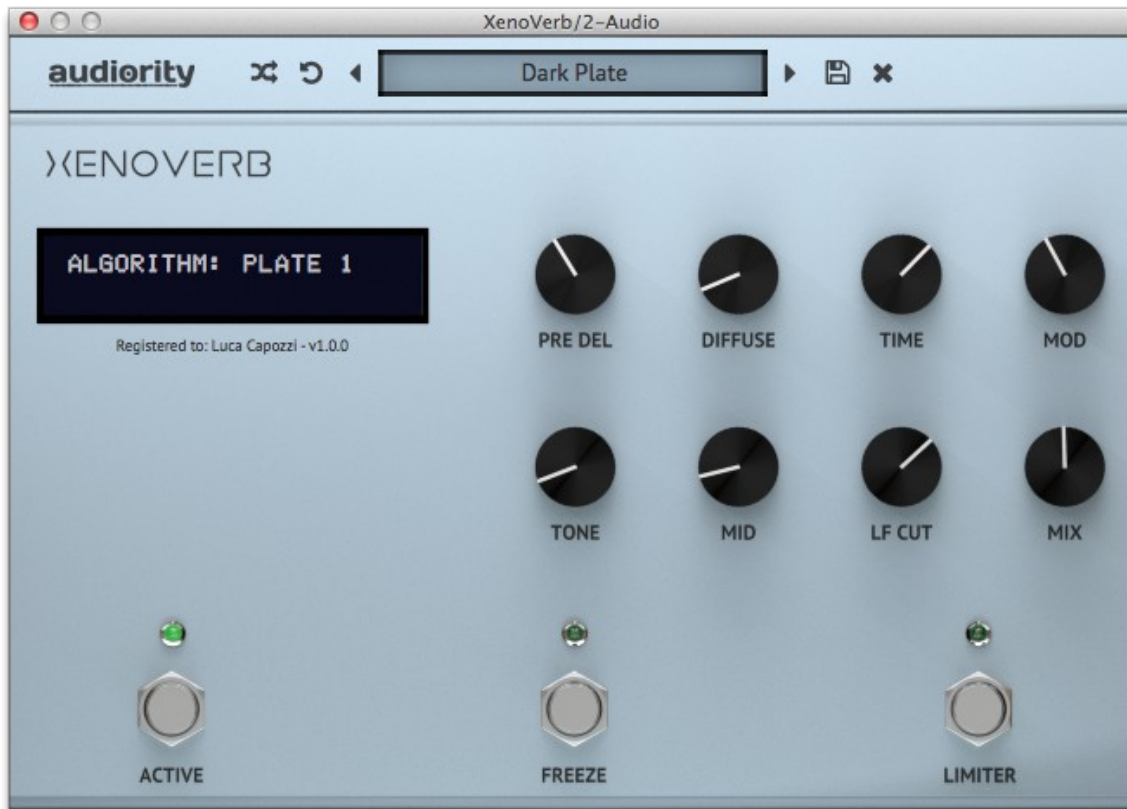 XenoVerb/2-Audio
audiority
Dark Plate
XENOVERB
ALGORITHM: PLATE 1
Registered to: Luca Capozzi - v1.0.0
PRE DEL DIFFUSE TIME MOD
TONE MID LF CUT MIX
ACTIVE FREEZE LIMITER